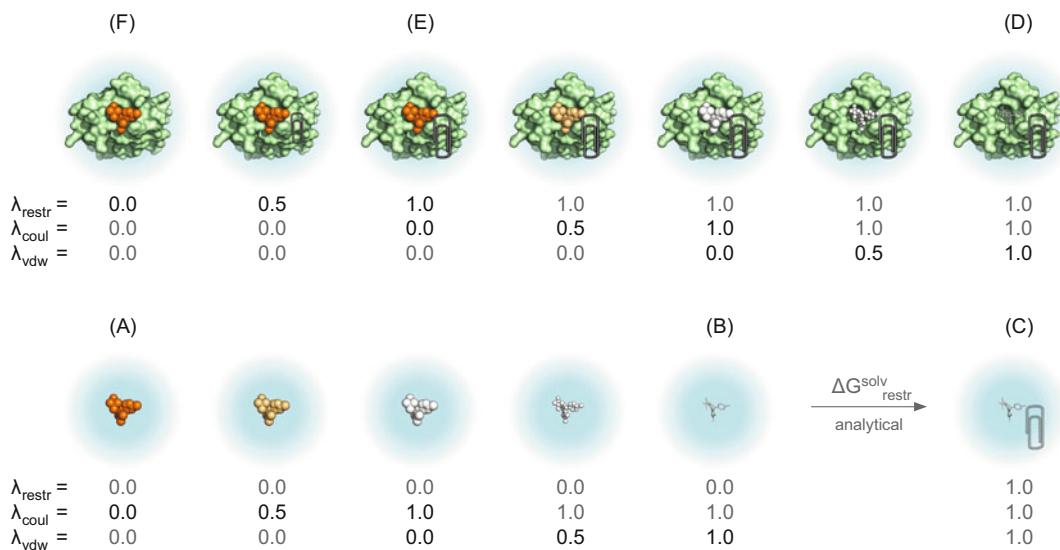 (F) (E) (D)
λrestr = 0.0 0.5 1.0 1.0 1.0 1.0 1.0
λcoul = 0.0 0.0 0.0 0.5 1.0 1.0 1.0
λvdw = 0.0 0.0 0.0 0.0 0.0 0.5 1.0
(A) (B) (C)
ΔG^solv_restr
analytical
λrestr = 0.0 0.0 0.0 0.0 0.0 1.0
λcoul = 0.0 0.5 1.0 1.0 1.0 1.0
λvdw = 0.0 0.0 0.0 0.5 1.0 1.0